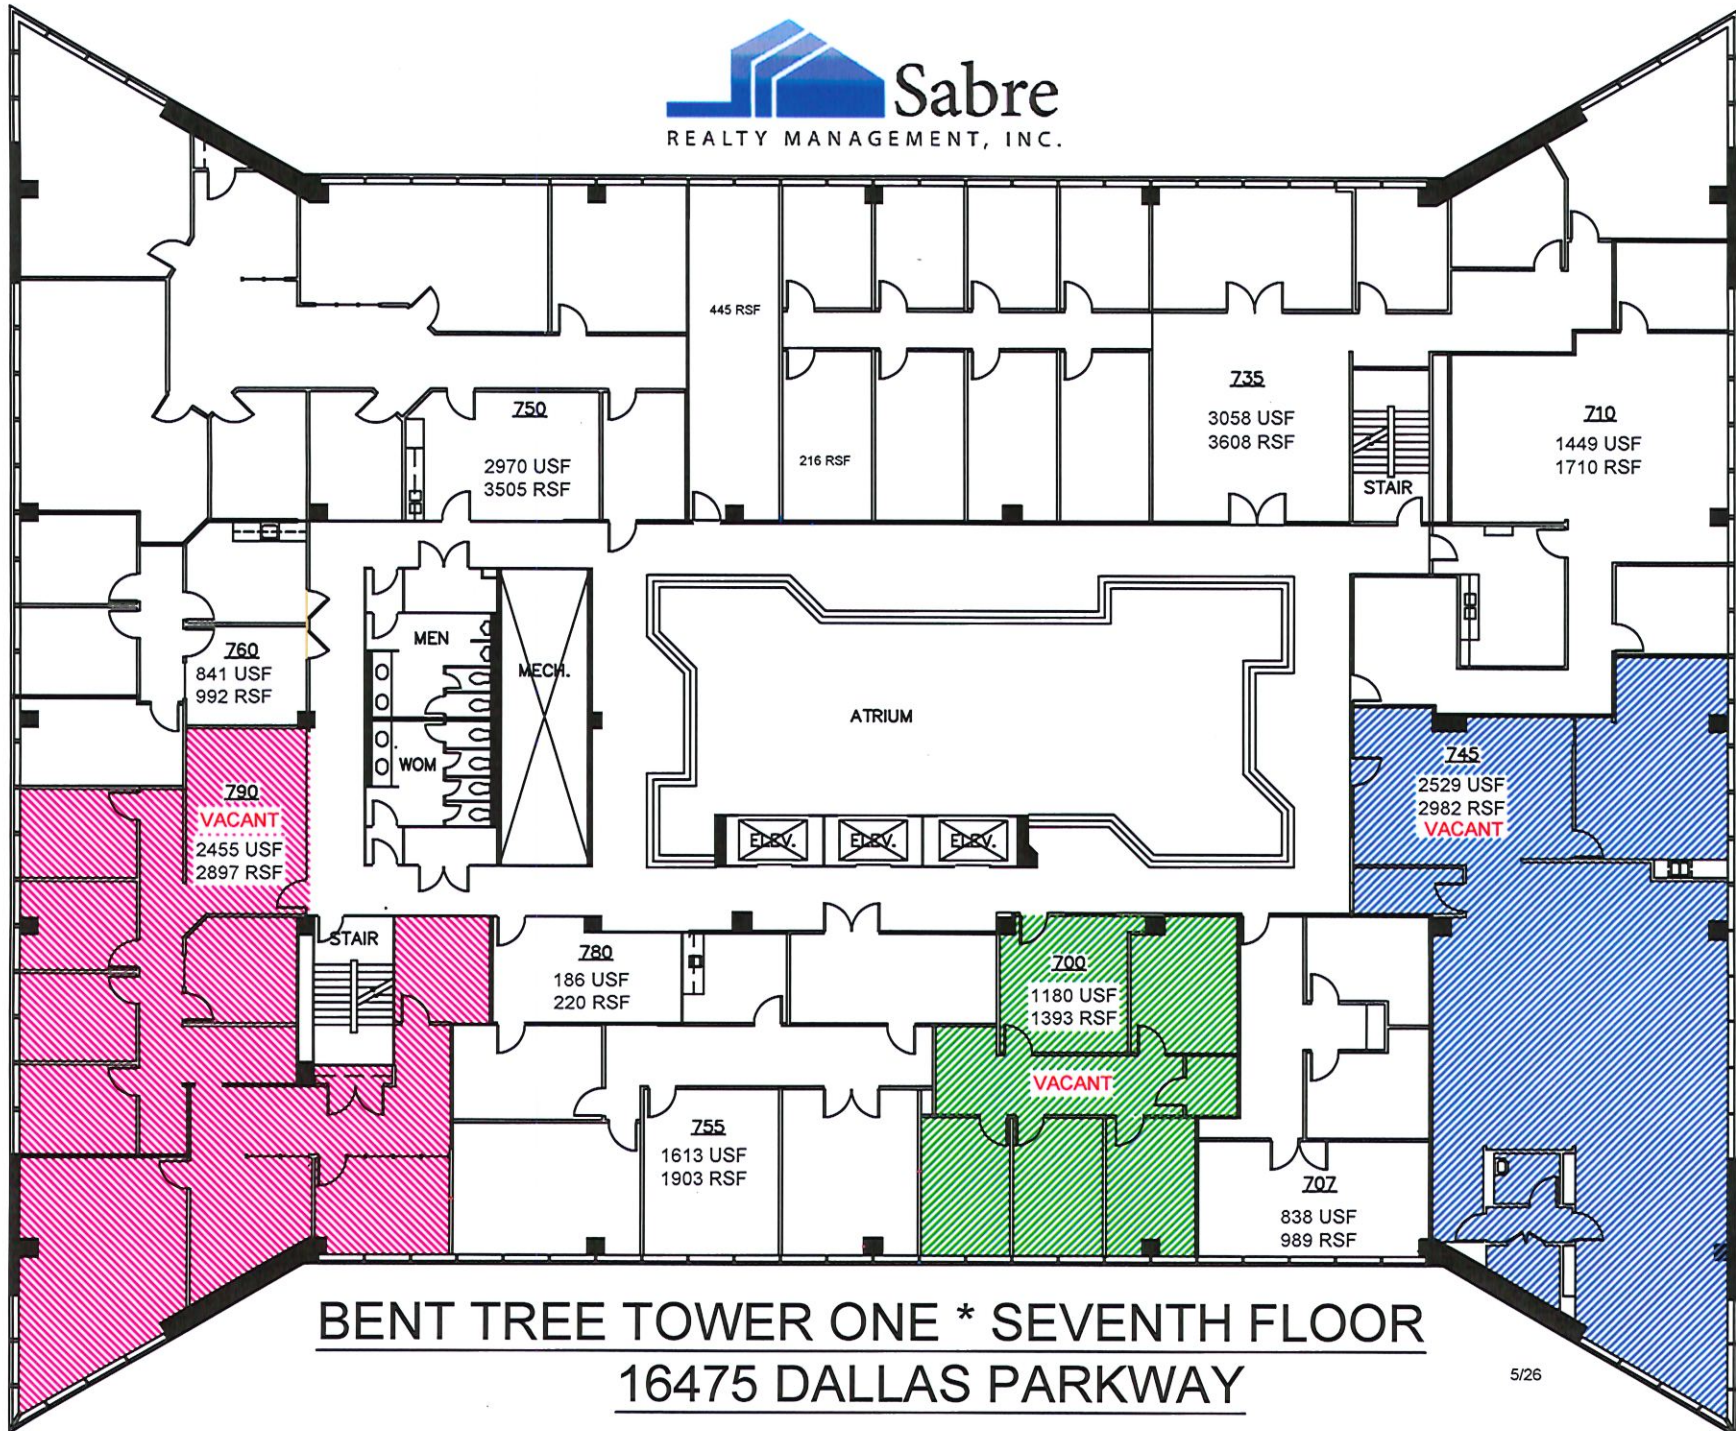 Sabre
REALTY MANAGEMENT, INC.
445 RSF
216 RSF
735
3058 USF
3608 RSF
STAIR
710
1449 USF
1710 RSF
750
2970 USF
3505 RSF
760
841 USF
992 RSF
MEN
WOM
MECH.
ATRIUM
ELEV.
ELEV.
ELEV.
745
2529 USF
2982 RSF
VACANT
790
VACANT
2455 USF
2897 RSF
STAIR
780
186 USF
220 RSF
700
1180 USF
1393 RSF
VACANT
755
1613 USF
1903 RSF
707
838 USF
989 RSF
BENT TREE TOWER ONE * SEVENTH FLOOR
16475 DALLAS PARKWAY
5/26